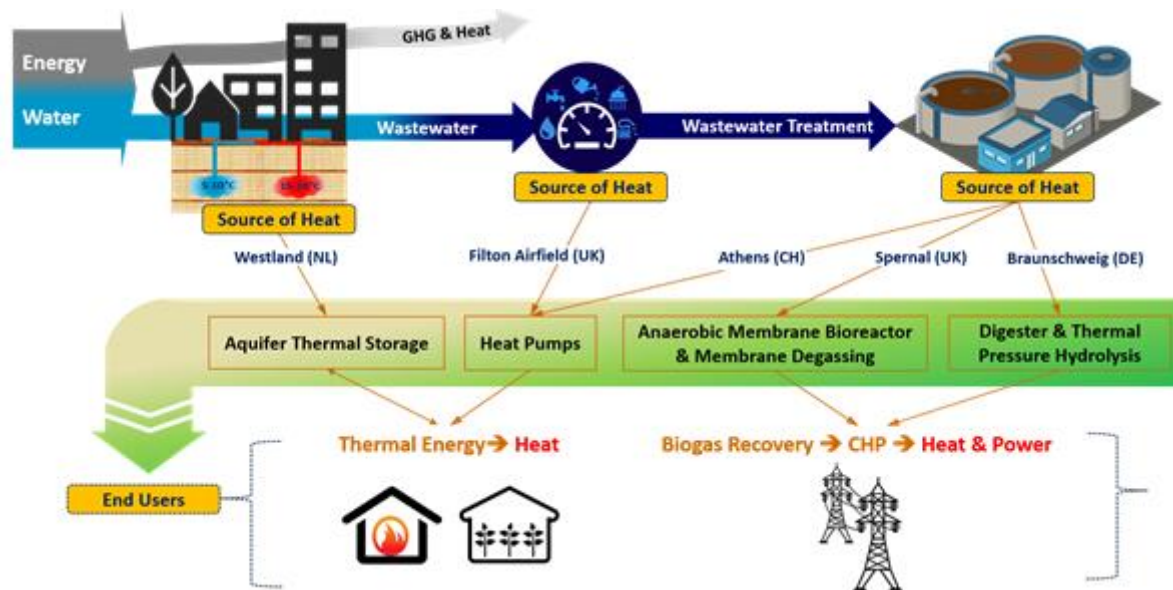 GHG & Heat
Energy
Water
Wastewater
Wastewater Treatment
Source of Heat
Source of Heat
Source of Heat
Westland (NL)
Filton Airfield (UK)
Athens (CH)
Spernal (UK)
Braunschweig (DE)
Aquifer Thermal Storage
Heat Pumps
Anaerobic Membrane Bioreactor
& Membrane Degassing
Digester & Thermal
Pressure Hydrolysis
Thermal Energy➔ Heat
Biogas Recovery ➔ CHP ➔ Heat & Power
End Users